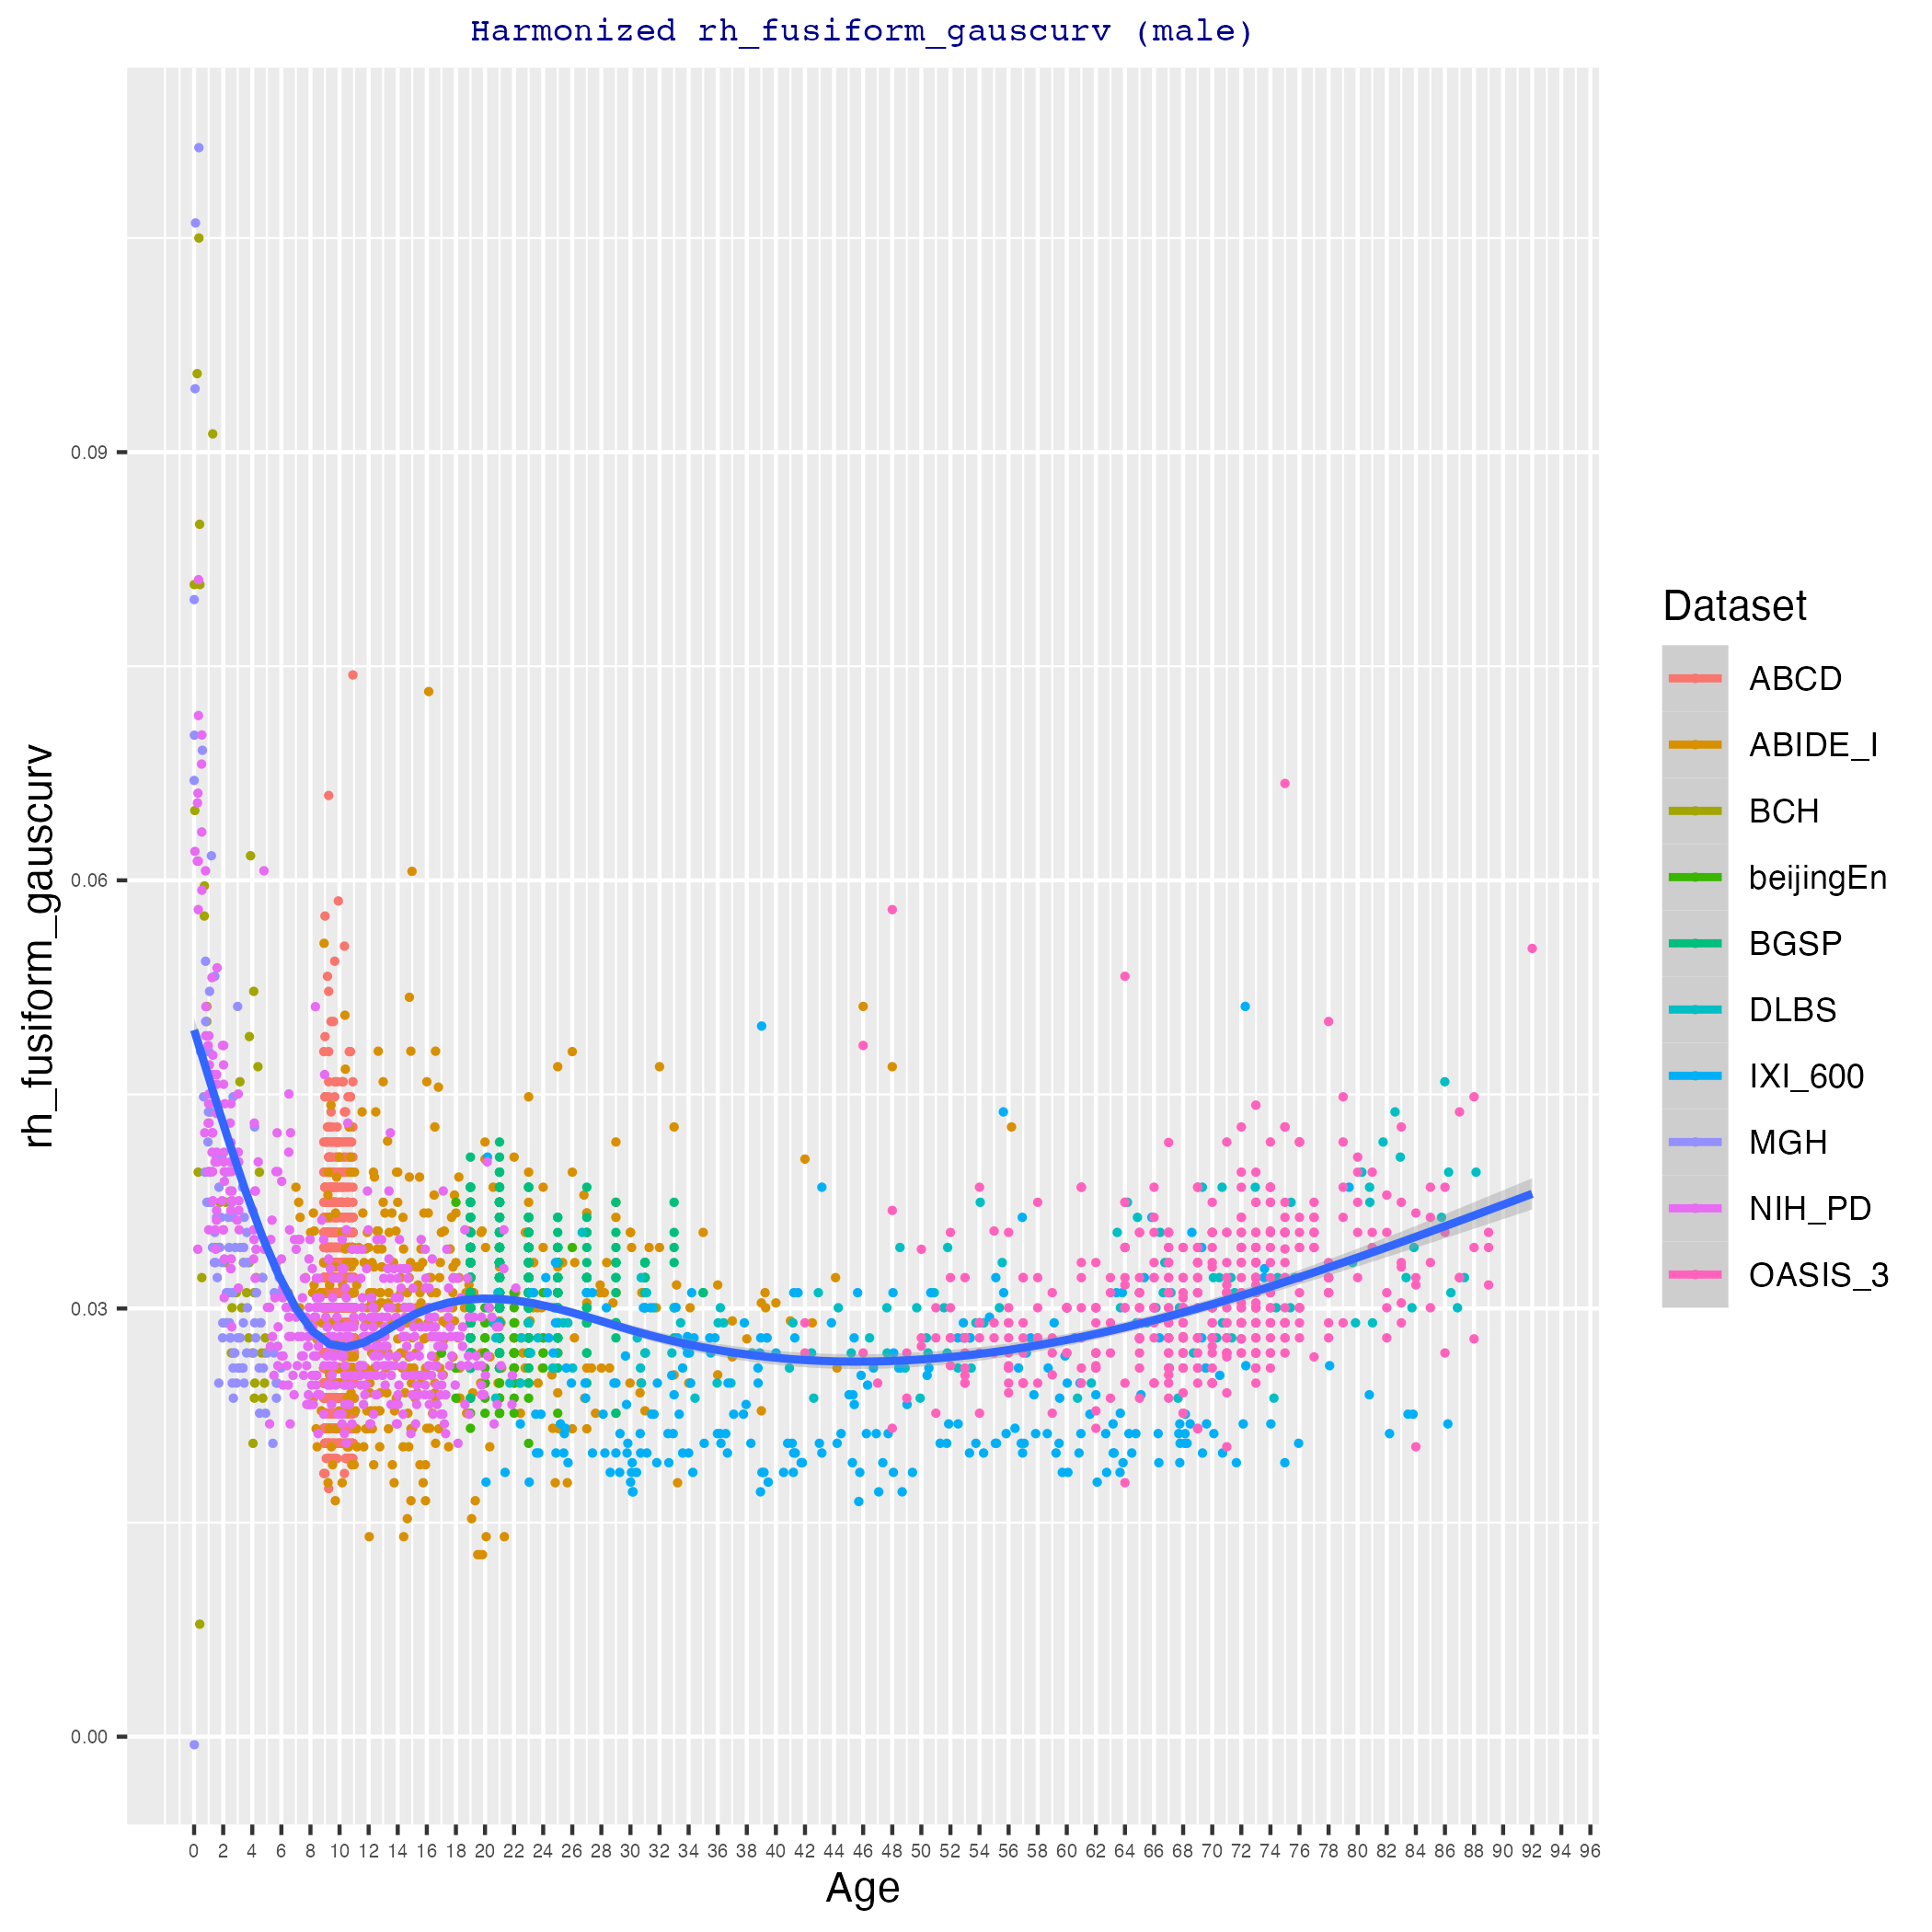 Harmonized rh_fusiform_gauscurv (male)
rh_fusiform_gauscurv
0.09
0.06
0.03
0.00
0 2 4 6 8 10 12 14 16 18 20 22 24 26 28 30 32 34 36 38 40 42 44 46 48 50 52 54 56 58 60 62 64 66 68 70 72 74 76 78 80 82 84 86 88 90 92 94 96
Age
Dataset
ABCD
ABIDE_I
BCH
beijingEn
BGSP
DLBS
IXI_600
MGH
NIH_PD
OASIS_3